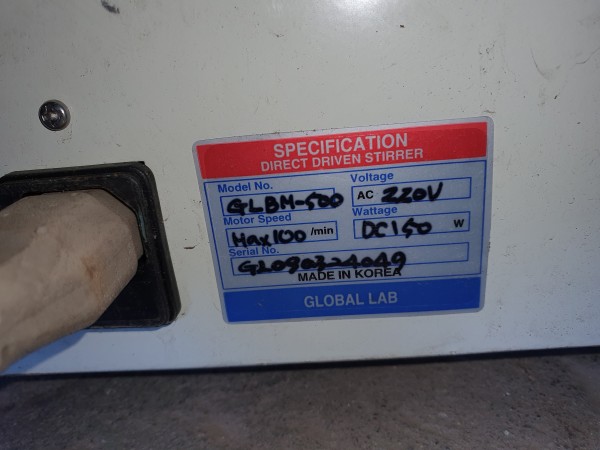 SPECIFICATION
DIRECT DRIVEN STIRRER
Model No. Voltage
GLBM-500 AC 220V
Motor Speed Wattage
Max100 /min DC150 W
Serial No.
MADE IN KOREA
GLOBAL LAB